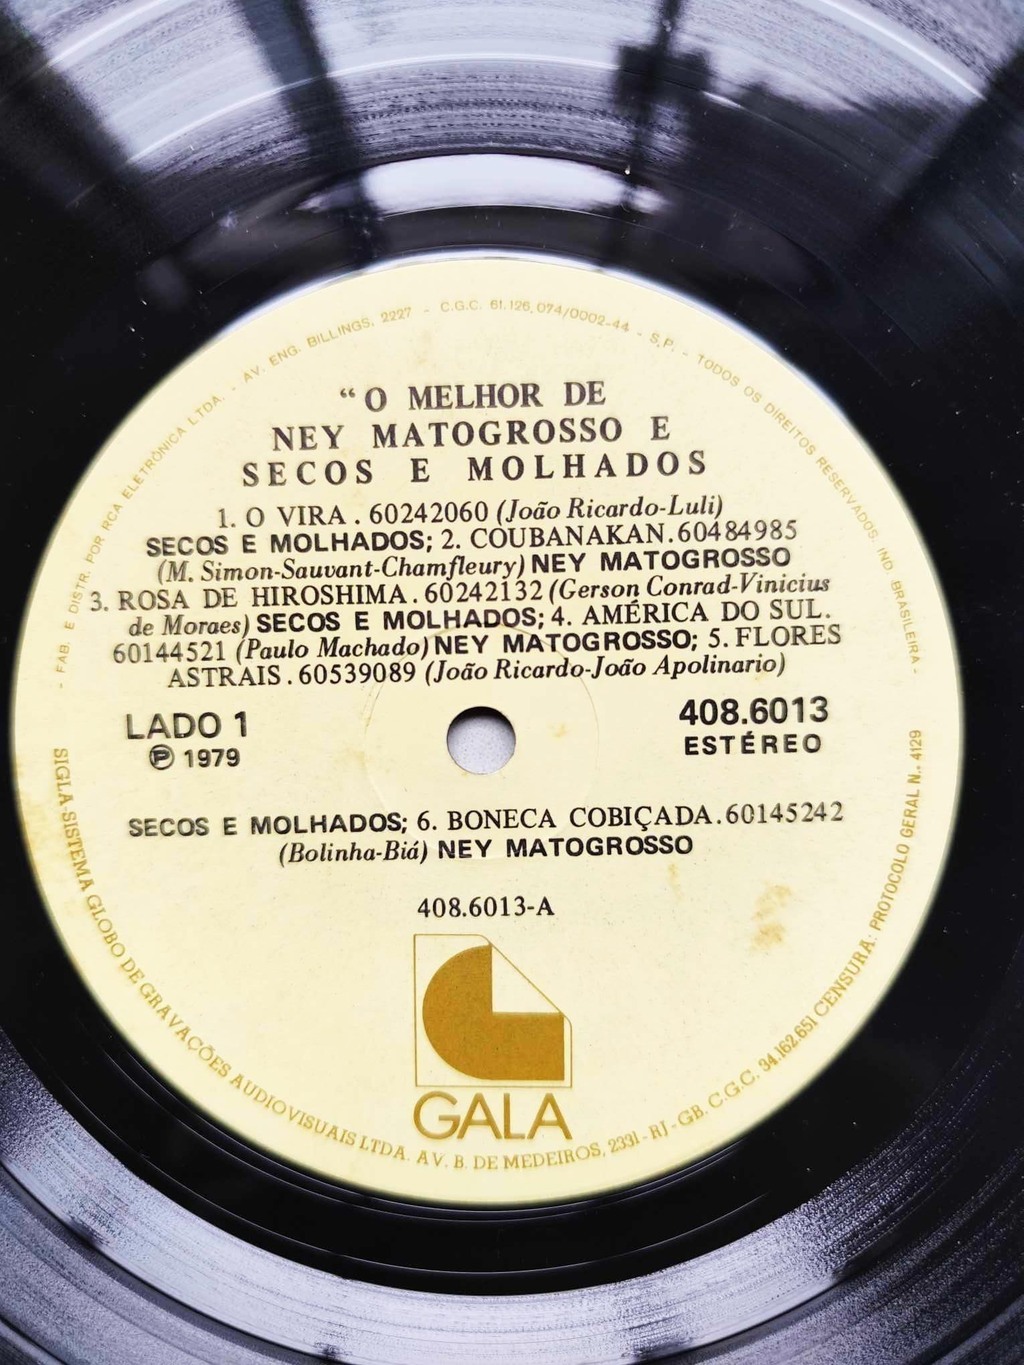 - FAB. E DISTR. POR RCA ELETRÔNICA LTDA. - AV. ENG. BILLINGS, 2227 - C.G.C. 61.126.074/0002-44 - S.P. - TODOS OS DIREITOS RESERVADOS. IND. BRASILEIRA -
"O MELHOR DE
NEY MATOGROSSO E
SECOS E MOLHADOS
1. O VIRA . 60242060 (João Ricardo-Luli)
SECOS E MOLHADOS; 2. COUBANAKAN.60484985
(M. Simon-Sauvant-Chamfleury) NEY MATOGROSSO
3. ROSA DE HIROSHIMA . 60242132 (Gerson Conrad-Vinicius
de Moraes) SECOS E MOLHADOS; 4. AMÉRICA DO SUL.
60144521 (Paulo Machado) NEY MATOGROSSO; 5. FLORES
ASTRAIS . 60539089 (João Ricardo-João Apolinario)
LADO 1
Ⓟ 1979
408.6013
ESTÉREO
SECOS E MOLHADOS; 6. BONECA COBIÇADA.60145242
(Bolinha-Biá) NEY MATOGROSSO
408.6013-A
GALA
SIGLA-SISTEMA GLOBO DE GRAVAÇÕES AUDIOVISUAIS LTDA. AV. B. DE MEDEIROS, 2331 - RJ - GB. C.G.C. 34.162.651 CENSURA: PROTOCOLO GERAL N.. 4129